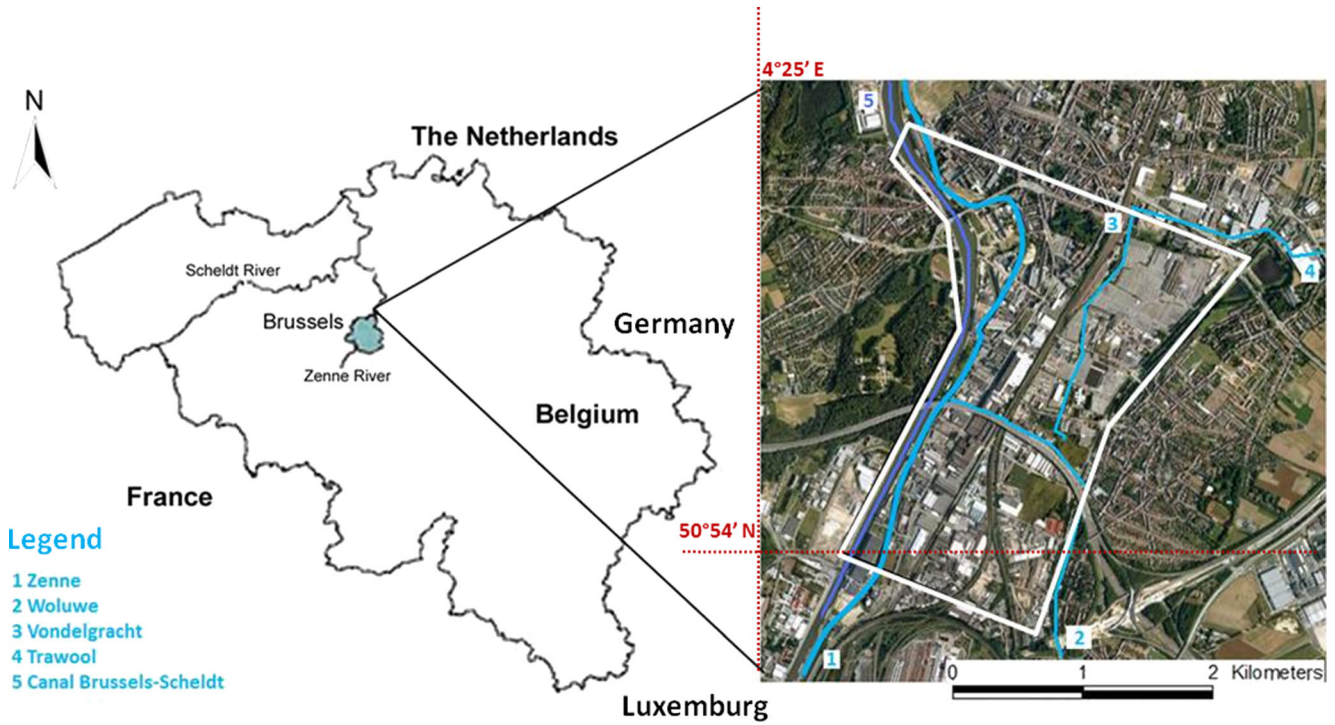 N
The Netherlands
Scheldt River
Brussels
Zenne River
Germany
Belgium
France
Luxemburg
Legend
1 Zenne
2 Woluwe
3 Vondelgracht
4 Trawool
5 Canal Brussels-Scheldt
4°25' E
50°54' N
5
3
4
1
2
0 1 2 Kilometers